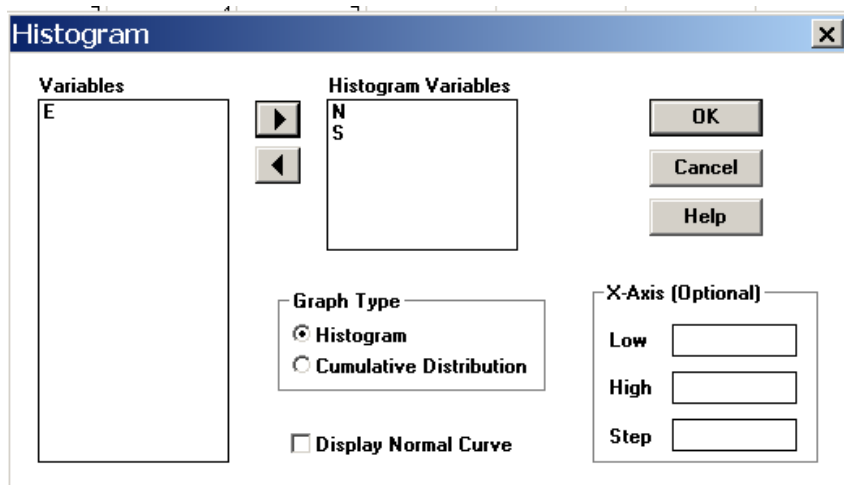 Histogram
Variables
E
Histogram Variables
N
S
OK
Cancel
Help
Graph Type
Histogram
Cumulative Distribution
Display Normal Curve
X-Axis (Optional)
Low
High
Step